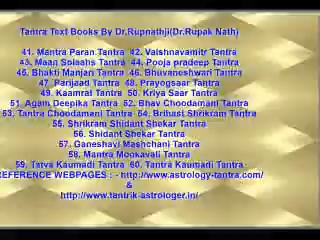 Tantra Text Books By Dr.Rupnathji(Dr.Rupak Nath)
41. Mantra Paran Tantra 42. Vaishnavamitr Tantra
43. Maan Solaahs Tantra 44. Pooja pradeep Tantra
45. Bhakti Manjari Tantra 46. Bhuvaneshwari Tantra
47. Parijaad Tantra 48. Prayogsaar Tantra
49. Kaamrat Tantra 50. Kriya Saar Tantra
51. Agam Deepika Tantra 52. Bhav Choodamani Tantra
53. Tantra Choodamani Tantra 54. Brihast Shrikram Tantra
55. Shrikram Shidant Shekar Tantra
56. Shidant Shekar Tantra
57. Ganeshavi Mashchani Tantra
58. Mantra Mookavali Tantra
59. Tatva Kaumadi Tantra 60. Tantra Kaumadi Tantra
REFERENCE WEBPAGES : - http://www.astrology-tantra.com/
&
http://www.tantrik-astrologer.in/